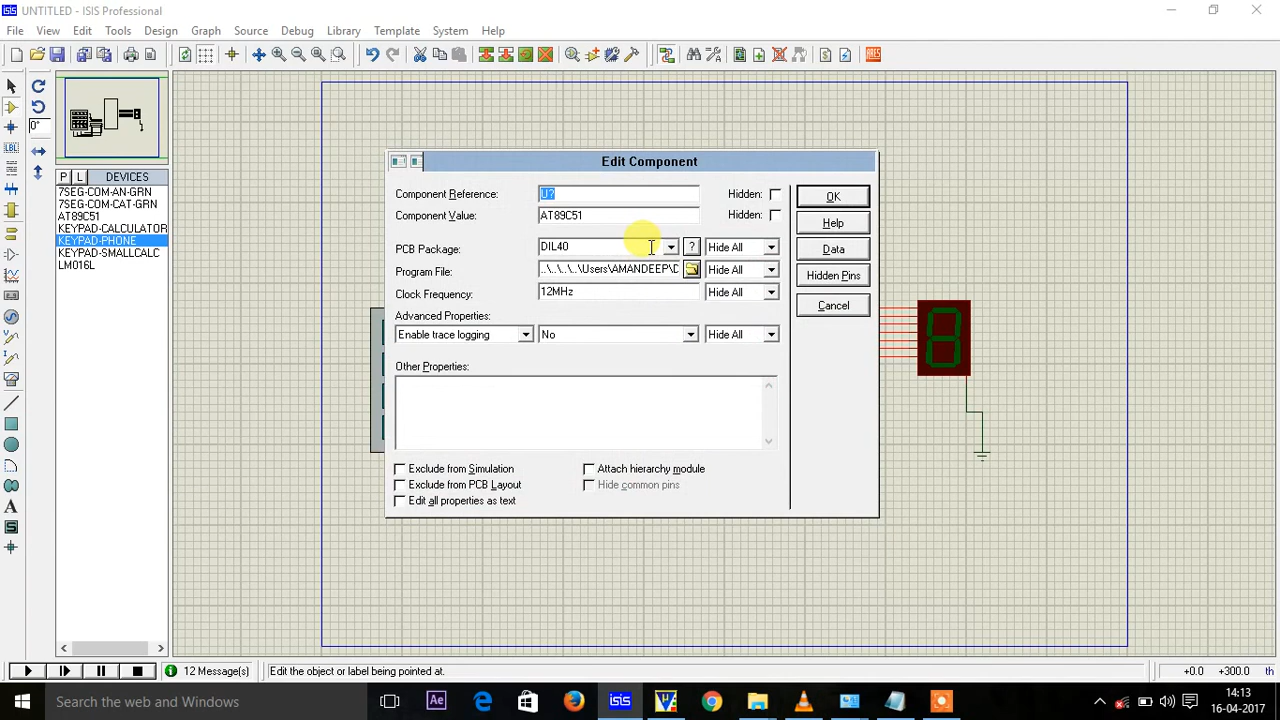 UNTITLED - ISIS Professional
File View Edit Tools Design Graph Source Debug Library Template System Help
ARES
0°
LBL
P L DEVICES
7SEG-COM-AN-GRN
7SEG-COM-CAT-GRN
AT89C51
KEYPAD-CALCULATOR
KEYPAD-PHONE
KEYPAD-SMALLCALC
LM016L
Edit Component
Component Reference: U? Hidden:
Component Value: AT89C51 Hidden:
PCB Package: DIL40 ? Hide All
Program File: ..\..\..\..\Users\AMANDEEP\D Hide All
Clock Frequency: 12MHz Hide All
Advanced Properties:
Enable trace logging No Hide All
Other Properties:
Exclude from Simulation Attach hierarchy module
Exclude from PCB Layout Hide common pins
Edit all properties as text
OK
Help
Data
Hidden Pins
Cancel
12 Message(s) Edit the object or label being pointed at. +0.0 +300.0 th
Search the web and Windows
Ae
isis
14:13
16-04-2017